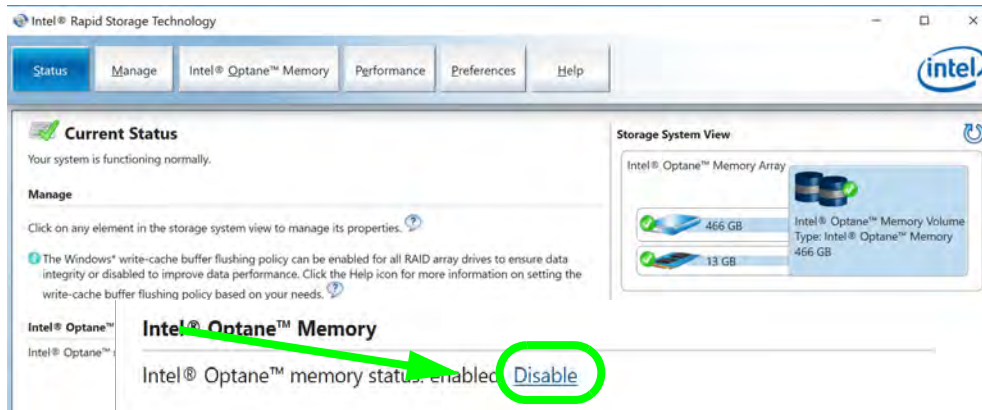 Intel® Rapid Storage Technology
Status
Manage
Intel® Optane™ Memory
Performance
Preferences
Help
intel
Current Status
Your system is functioning normally.
Manage
Click on any element in the storage system view to manage its properties.
The Windows* write-cache buffer flushing policy can be enabled for all RAID array drives to ensure data
integrity or disabled to improve data performance. Click the Help icon for more information on setting the
write-cache buffer flushing policy based on your needs.
Intel® Optane™
Intel® Optane™
Storage System View
Intel® Optane™ Memory Array
466 GB
13 GB
Intel® Optane™ Memory Volume
Type: Intel® Optane™ Memory
466 GB
Intel® Optane™ Memory
Intel® Optane™ memory status: enabled Disable